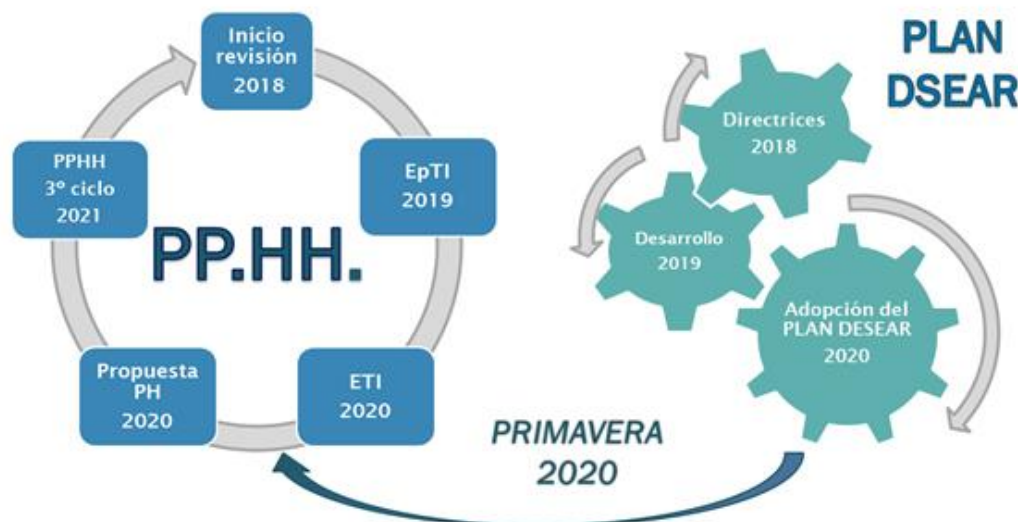 Inicio
revisión
2018
EpTI
2019
ETI
2020
Propuesta
PH
2020
PPHH
3º ciclo
2021
PP.HH.
PLAN
DSEAR
Directrices
2018
Desarrollo
2019
Adopción del
PLAN DESEAR
2020
PRIMAVERA
2020